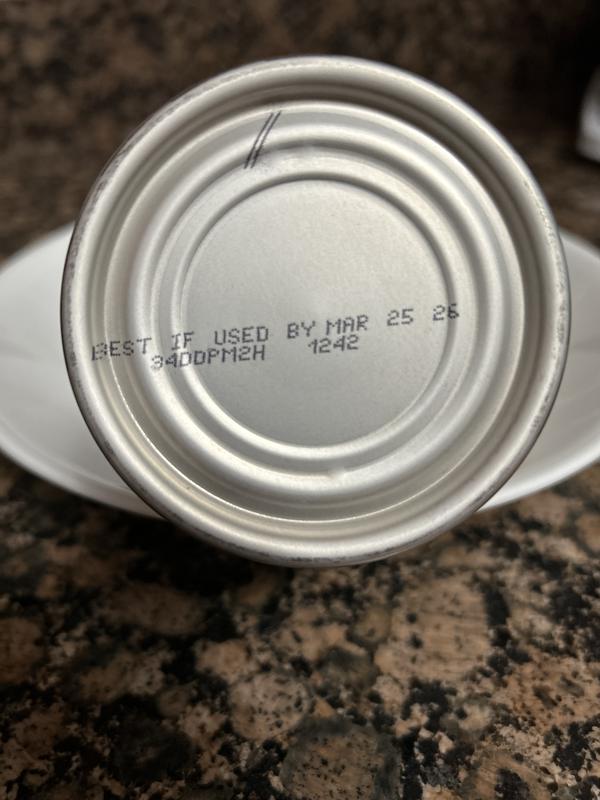 BEST IF USED BY MAR 25 26
34DDPM2H 1242